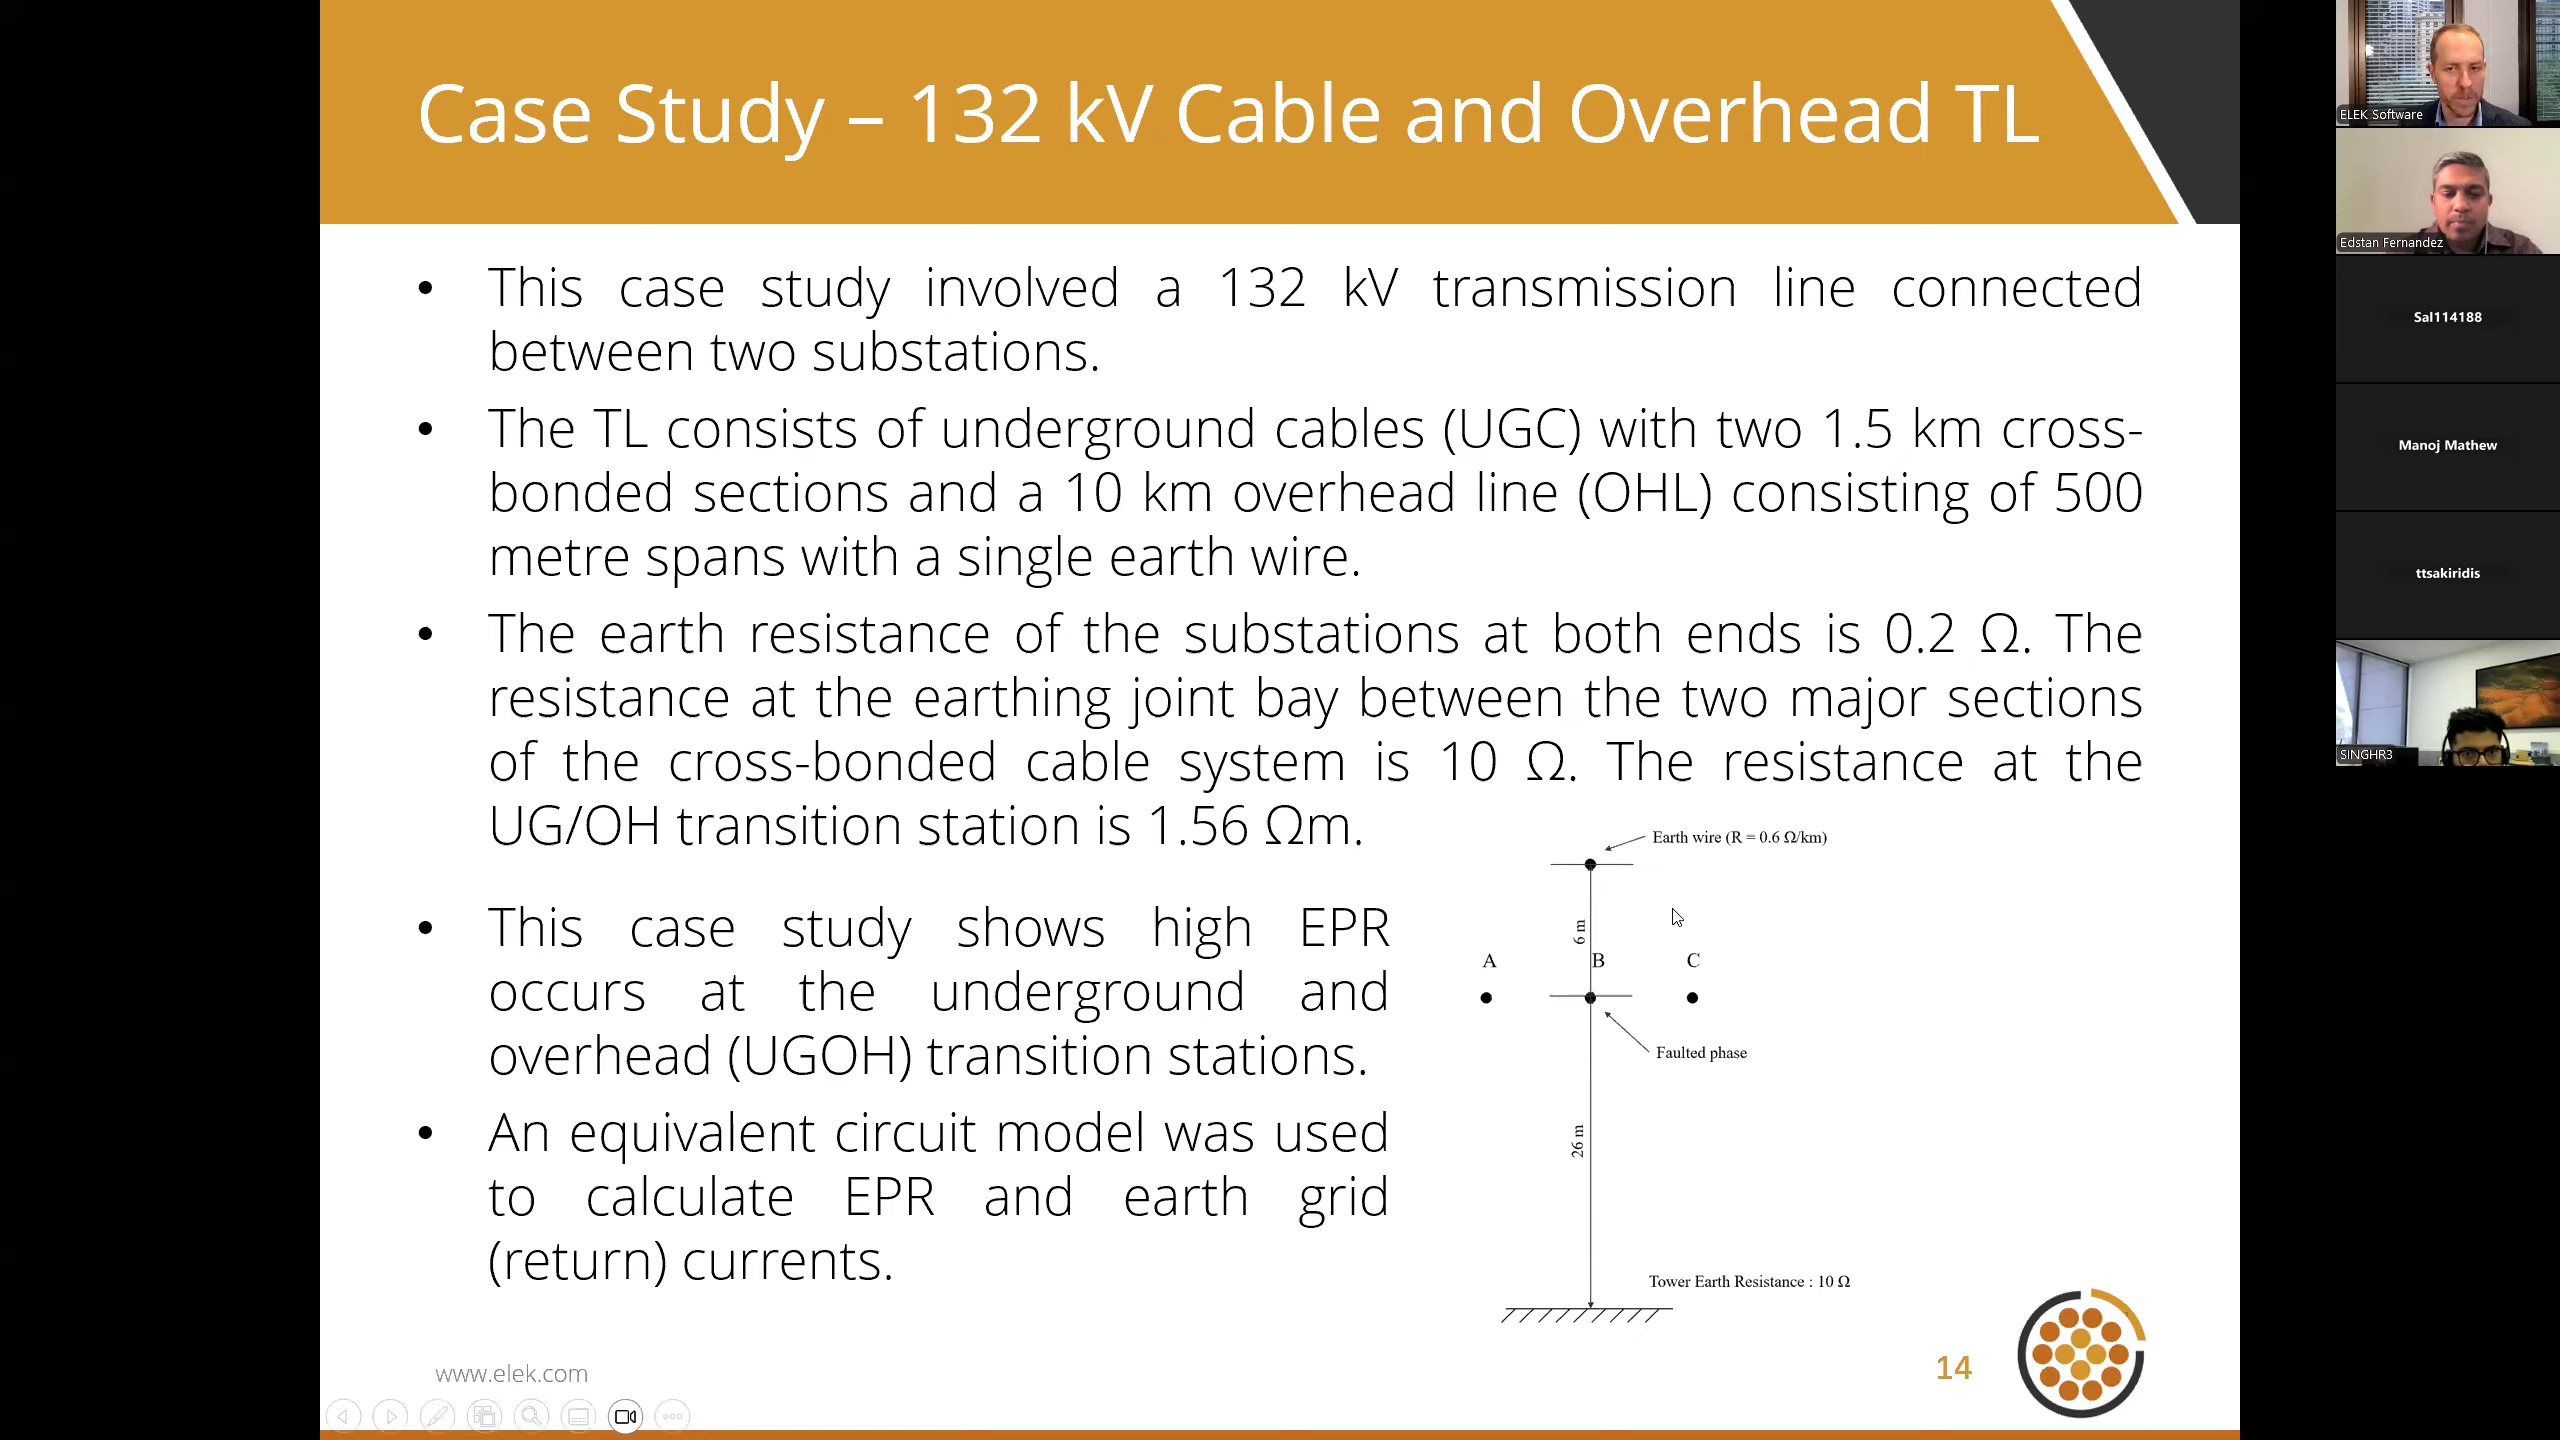 Case Study – 132 kV Cable and Overhead TL
• This case study involved a 132 kV transmission line connected
between two substations.
• The TL consists of underground cables (UGC) with two 1.5 km cross-
bonded sections and a 10 km overhead line (OHL) consisting of 500
metre spans with a single earth wire.
• The earth resistance of the substations at both ends is 0.2 Ω. The
resistance at the earthing joint bay between the two major sections
of the cross-bonded cable system is 10 Ω. The resistance at the
UG/OH transition station is 1.56 Ωm.
• This case study shows high EPR
occurs at the underground and
overhead (UGOH) transition stations.
• An equivalent circuit model was used
to calculate EPR and earth grid
(return) currents.
Earth wire (R = 0.6 Ω/km)
6 m
A
B
C
Faulted phase
26 m
Tower Earth Resistance : 10 Ω
www.elek.com
14
ELEK Software
Edstan Fernandez
Sal114188
Manoj Mathew
ttsakiridis
SINGHR3